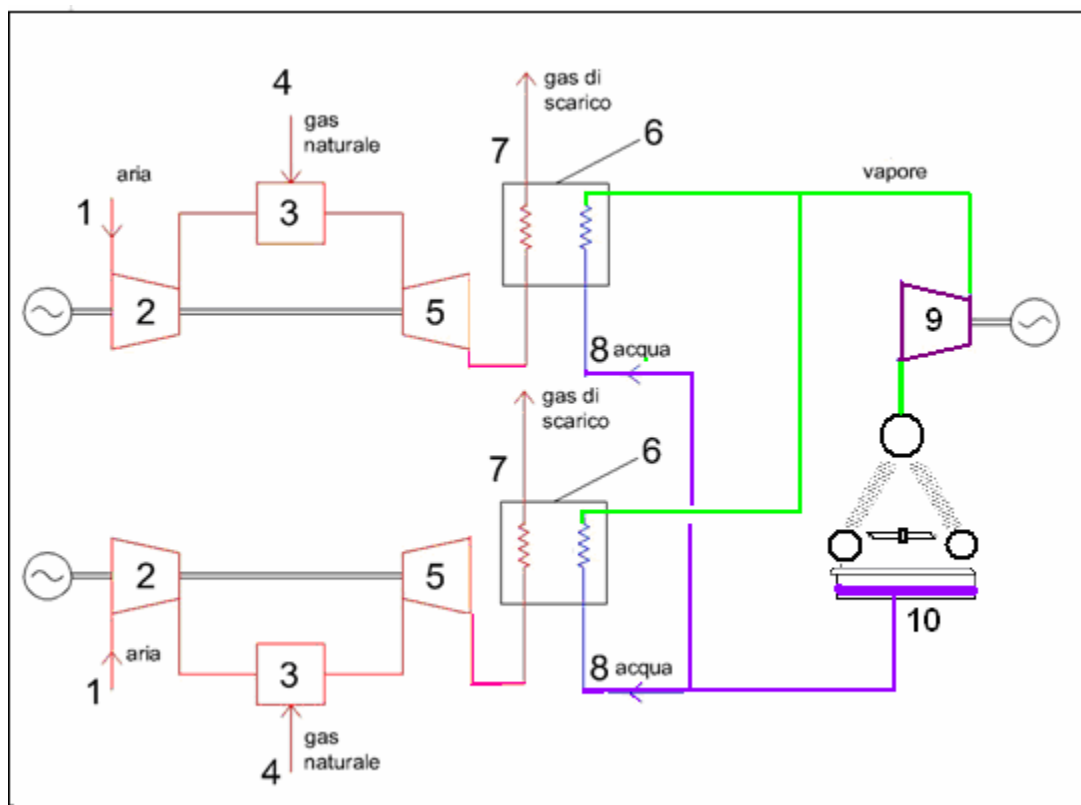 4
gas
naturale
gas di
scarico
7
6
aria
1
3
vapore
2
5
9
8 acqua
gas di
scarico
7
6
2
5
10
1
aria
3
8 acqua
4
gas
naturale